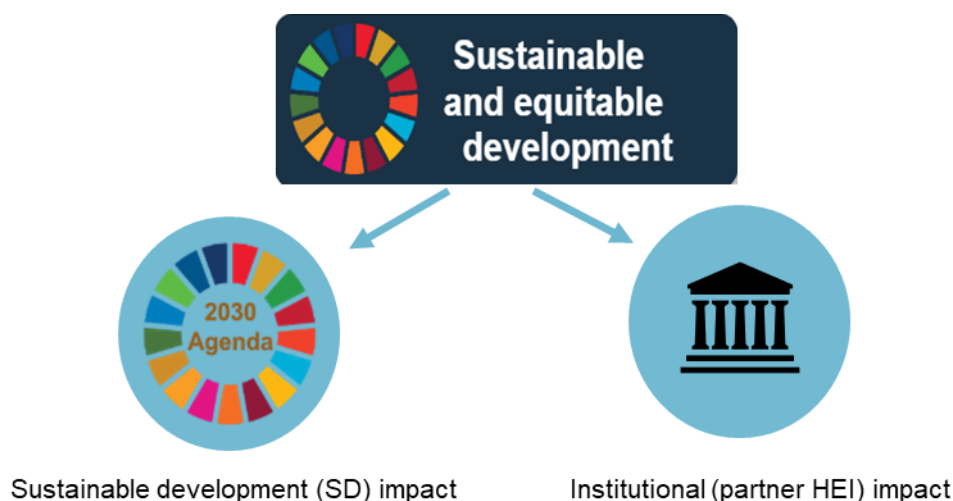 Sustainable
and equitable
development
2030
Agenda
Sustainable development (SD) impact
Institutional (partner HEI) impact